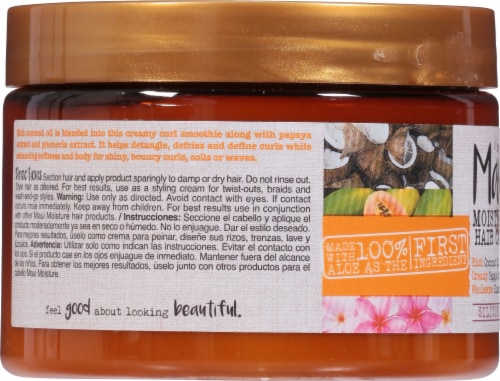 Rich coconut oil is blended into this creamy curl smoothie along with papaya
extract and plumeria extract. It helps detangle, defrizz and define curls while
enhancing softness and body for shiny, bouncy curls, coils or waves.
Directions: Section hair and apply product sparingly to damp or dry hair. Do not rinse out.
Style hair as desired. For best results, use as a styling cream for twist-outs, braids and
wash-and-go style. Warning: Use only as directed. Avoid contact with eyes. If contact
occurs rinse immediately. Keep away from children. For best results use in conjunction
with other Maui Moisture hair products. / Instrucciones: Seccione el cabello y aplique el
producto moderadamente ya sea en seco o húmedo. No lo enjuague. Dar el estilo deseado.
Para mejores resultados, úselo como crema para peinar, diseñe sus rizos, trenzas, lave y
Advertencia: Utilizar solo como indican las instrucciones. Evitar el contacto con
los ojos. Si el producto cae en los ojos enjuague de inmediato. Mantener fuera del alcance
de los niños. Para obtener los mejores resultados, úselo junto con otros productos para el
cabello Maui Moisture.
feel good about looking beautiful.
MADE WITH 100% ALOE AS THE FIRST INGREDIENT
Ma
MOI
HAIR